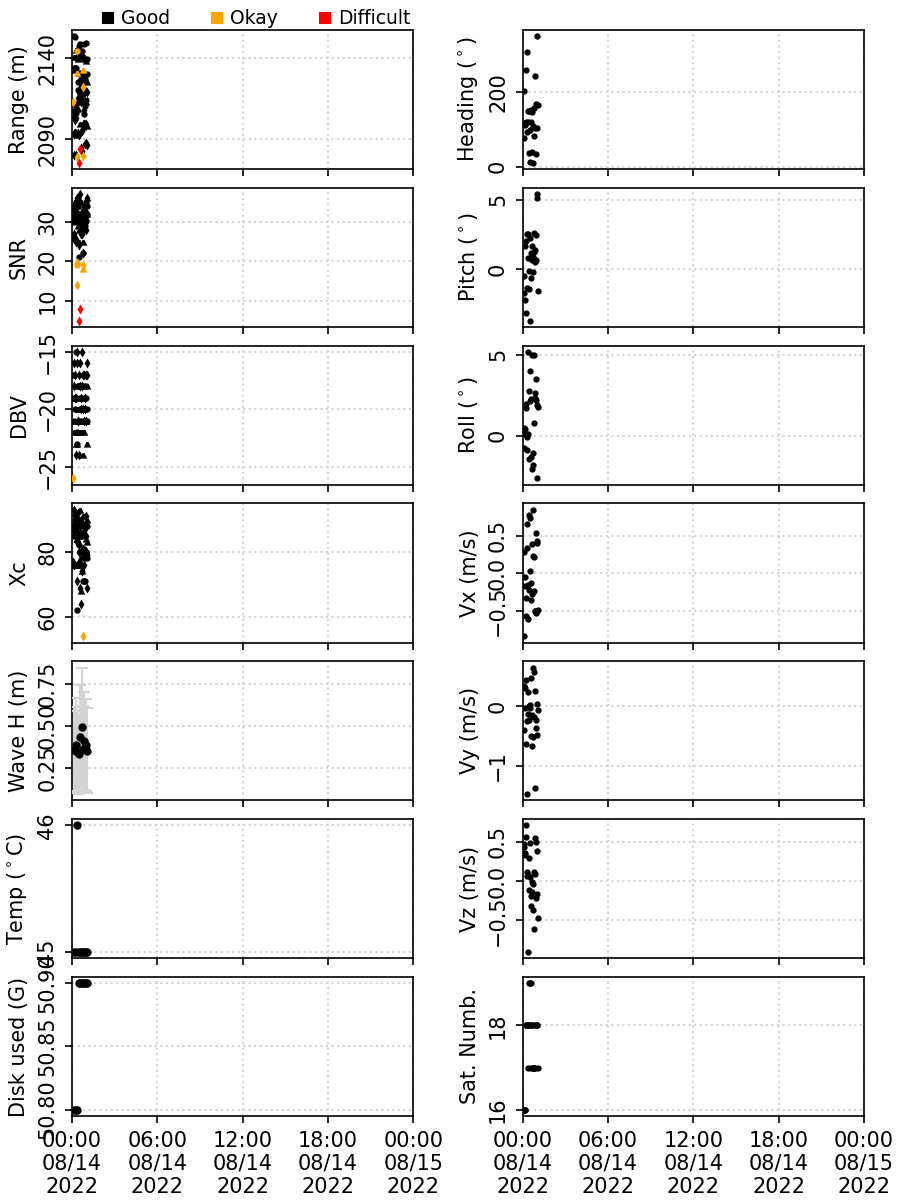 Good Okay Difficult
Range (m) 2140 2090
Heading (°) 200 0
SNR 30 20 10
Pitch (°) 5 0
DBV −15 −20 −25
Roll (°) 5 0
Xc 80 60
Vx (m/s) 0.5 0.0 −0.5
Wave H (m) 0.75 0.50 0.25
Vy (m/s) 0 −1
Temp (°C) 46 45
Vz (m/s) 0.5 0.0 −0.5
Disk used (G) 50.90 50.85 50.80
Sat. Numb. 18 16
00:00 06:00 12:00 18:00 00:00
08/14 08/14 08/14 08/14 08/15
2022 2022 2022 2022 2022
00:00 06:00 12:00 18:00 00:00
08/14 08/14 08/14 08/14 08/15
2022 2022 2022 2022 2022